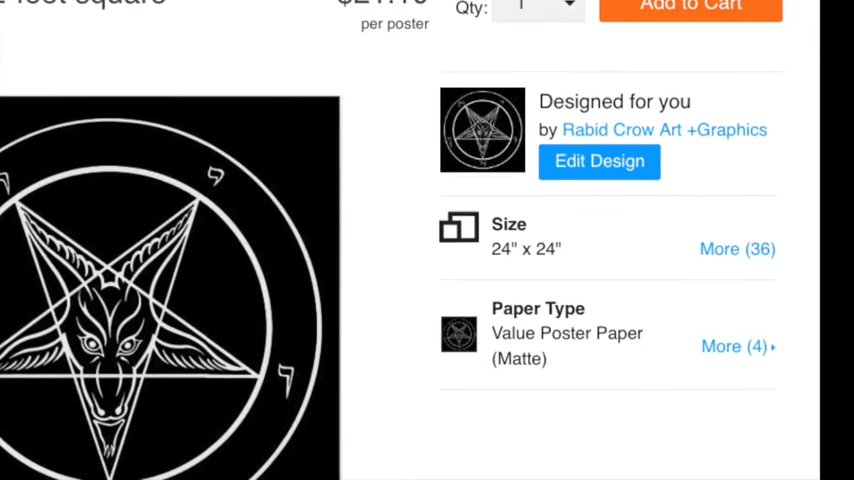 per poster
Qty: 1
Add to Cart
Designed for you
by Rabid Crow Art +Graphics
Edit Design
Size
24" x 24"
More (36)
Paper Type
Value Poster Paper
(Matte)
More (4)